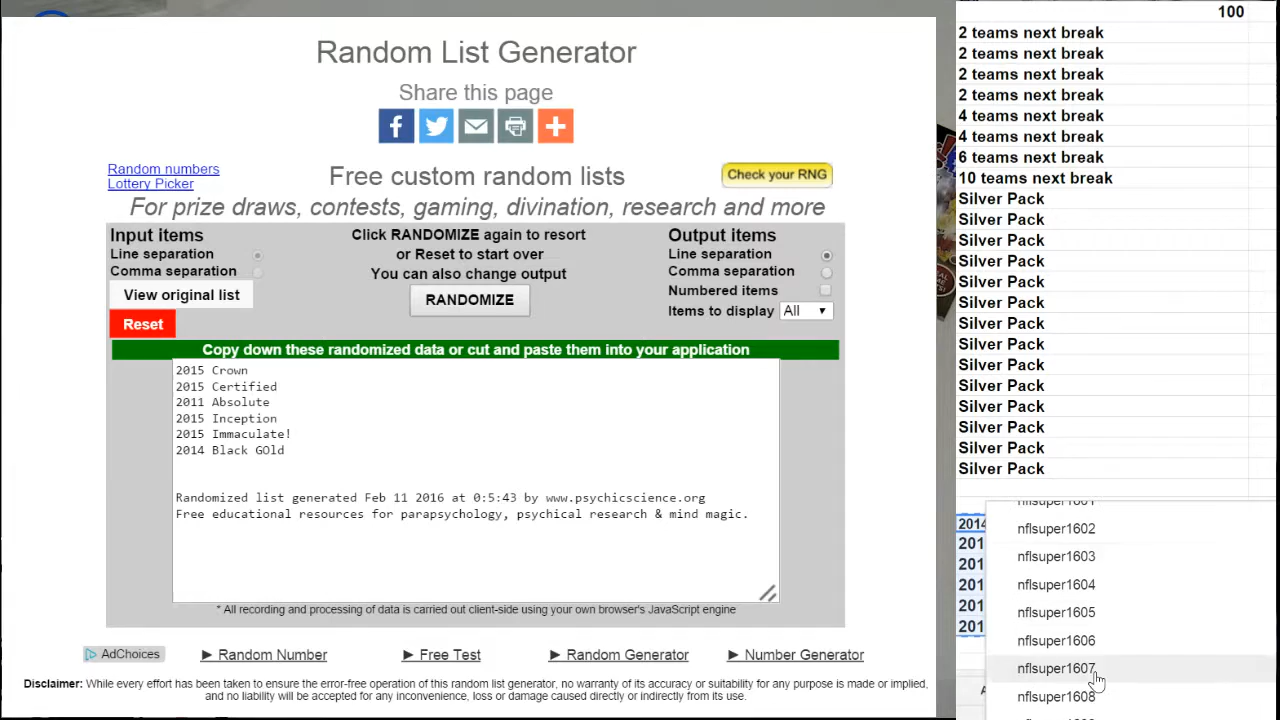 Random List Generator
Share this page
Random numbers
Lottery Picker
Free custom random lists
Check your RNG
For prize draws, contests, gaming, divination, research and more
Input items
Line separation
Comma separation
View original list
Reset
Click RANDOMIZE again to resort
or Reset to start over
You can also change output
RANDOMIZE
Output items
Line separation
Comma separation
Numbered items
Items to display All
Copy down these randomized data or cut and paste them into your application
2015 Crown
2015 Certified
2011 Absolute
2015 Inception
2015 Immaculate!
2014 Black GOld
Randomized list generated Feb 11 2016 at 0:5:43 by www.psychicscience.org
Free educational resources for parapsychology, psychical research & mind magic.
* All recording and processing of data is carried out client-side using your own browser's JavaScript engine
AdChoices
► Random Number
► Free Test
► Random Generator
► Number Generator
Disclaimer: While every effort has been taken to ensure the error-free operation of this random list generator, no warranty of its accuracy or suitability for any purpose is made or implied,
and no liability will be accepted for any inconvenience, loss or damage caused directly or indirectly from its use.
100
2 teams next break
2 teams next break
2 teams next break
2 teams next break
4 teams next break
4 teams next break
6 teams next break
10 teams next break
Silver Pack
Silver Pack
Silver Pack
Silver Pack
Silver Pack
Silver Pack
Silver Pack
Silver Pack
Silver Pack
Silver Pack
Silver Pack
Silver Pack
Silver Pack
Silver Pack
2014
201
201
201
201
201
nflsuper1601
nflsuper1602
nflsuper1603
nflsuper1604
nflsuper1605
nflsuper1606
nflsuper1607
nflsuper1608